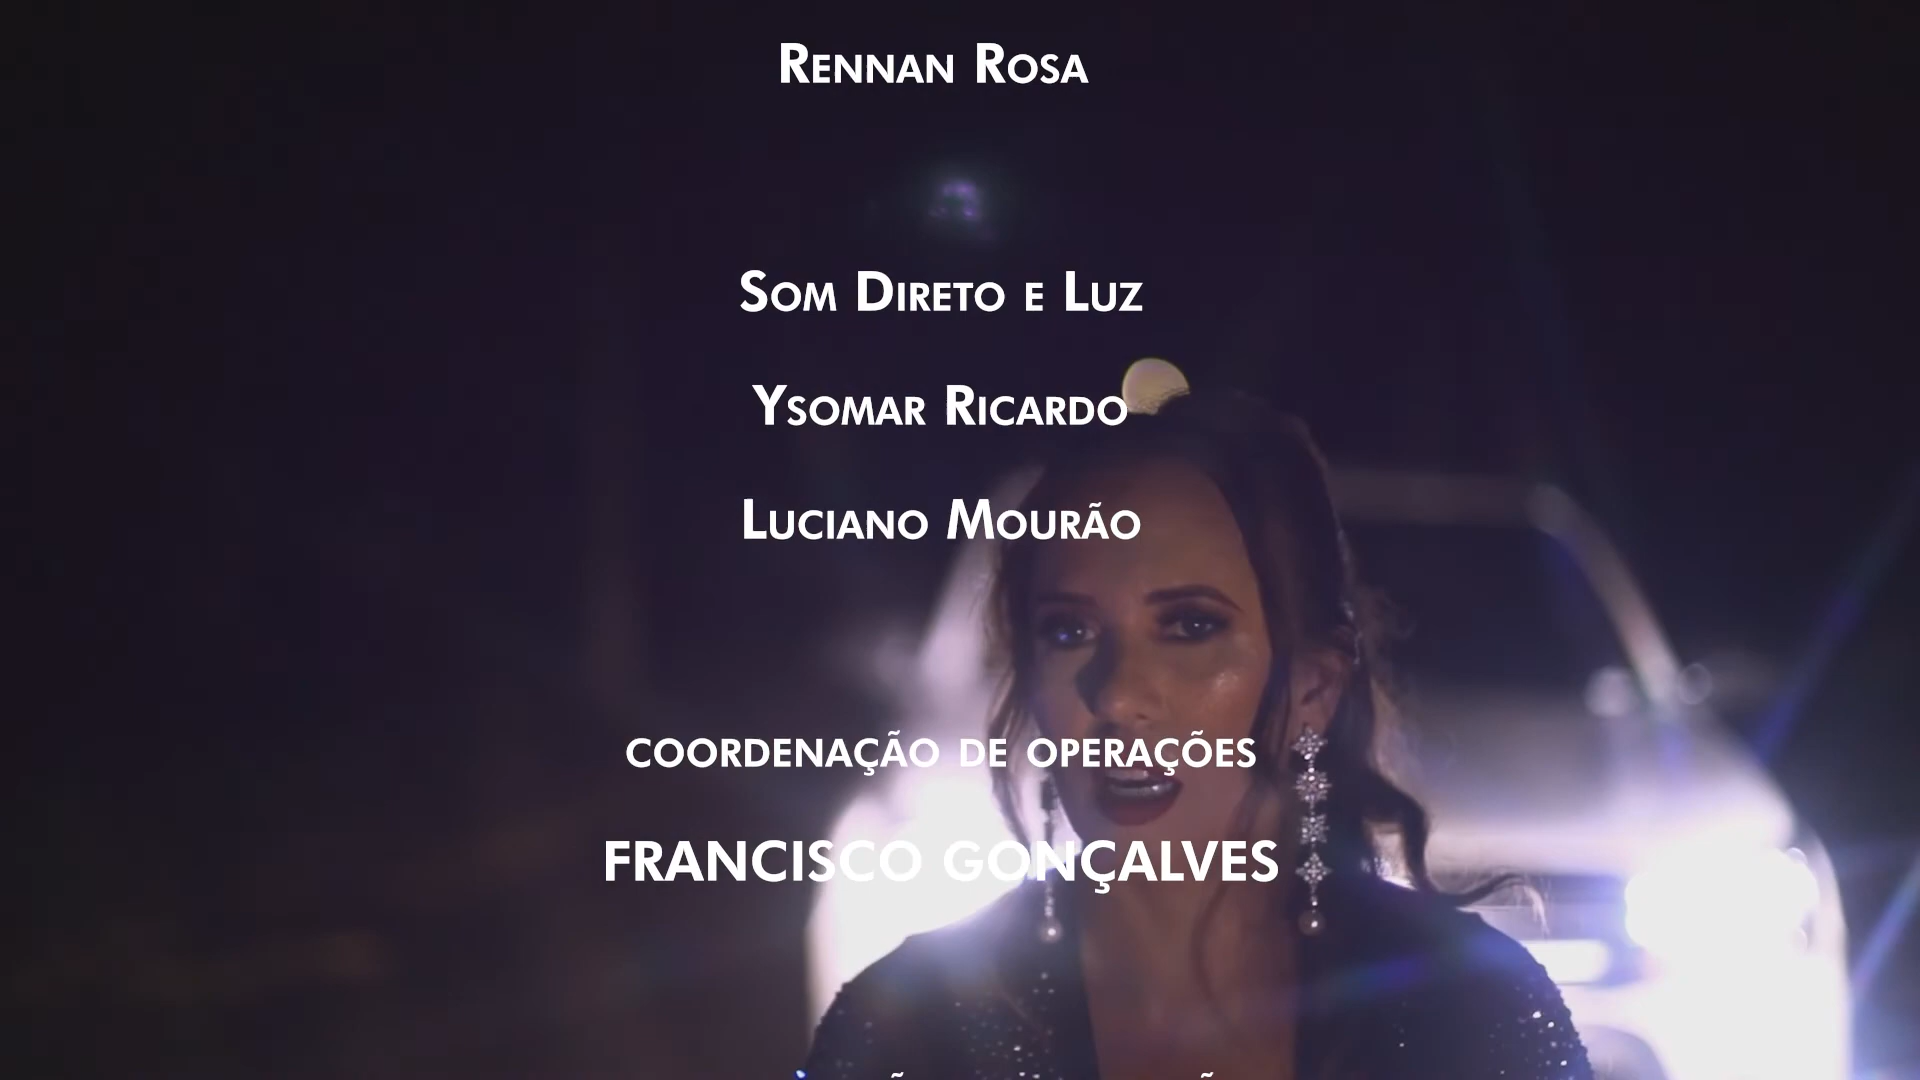 Rennan Rosa
Som Direto e Luz
Ysomar Ricardo
Luciano Mourão
coordenação de operações
FRANCISCO GONÇALVES